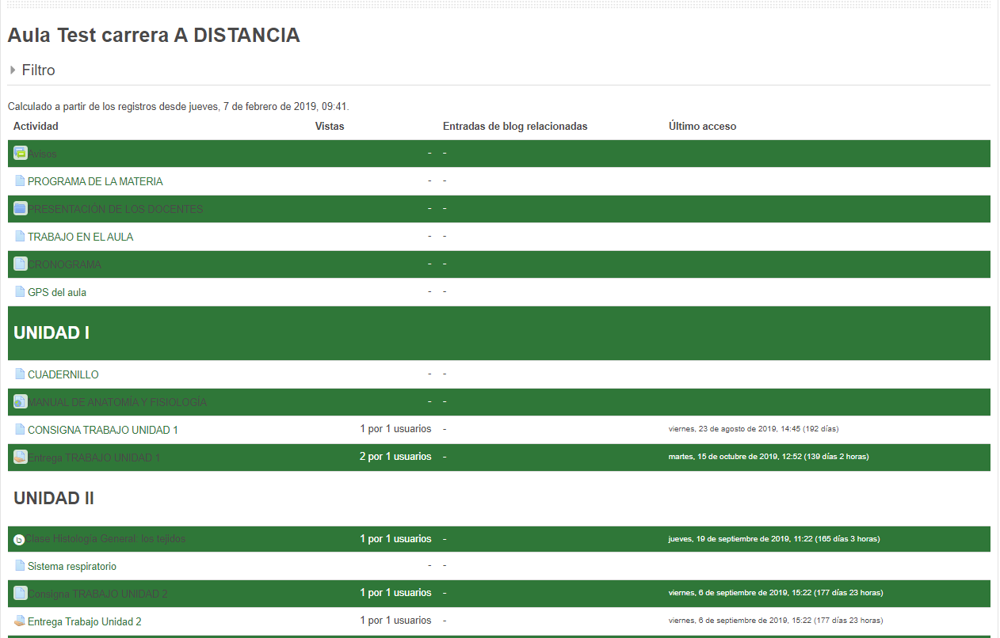 Aula Test carrera A DISTANCIA
Filtro
Calculado a partir de los registros desde jueves, 7 de febrero de 2019, 09:41.
Actividad Vistas Entradas de blog relacionadas Último acceso
Avisos - -
PROGRAMA DE LA MATERIA - -
PRESENTACIÓN DE LOS DOCENTES - -
TRABAJO EN EL AULA - -
CRONOGRAMA - -
GPS del aula - -
UNIDAD I
CUADERNILLO - -
MANUAL DE ANATOMÍA Y FISIOLOGÍA - -
CONSIGNA TRABAJO UNIDAD 1 1 por 1 usuarios - viernes, 23 de agosto de 2019, 14:45 (192 días)
Entrega TRABAJO UNIDAD 1 2 por 1 usuarios - martes, 15 de octubre de 2019, 12:52 (139 días 2 horas)
UNIDAD II
b Clase Histología General: los tejidos 1 por 1 usuarios - jueves, 19 de septiembre de 2019, 11:22 (165 días 3 horas)
Sistema respiratorio - -
Consigna TRABAJO UNIDAD 2 1 por 1 usuarios - viernes, 6 de septiembre de 2019, 15:22 (177 días 23 horas)
Entrega Trabajo Unidad 2 1 por 1 usuarios - viernes, 6 de septiembre de 2019, 15:22 (177 días 23 horas)